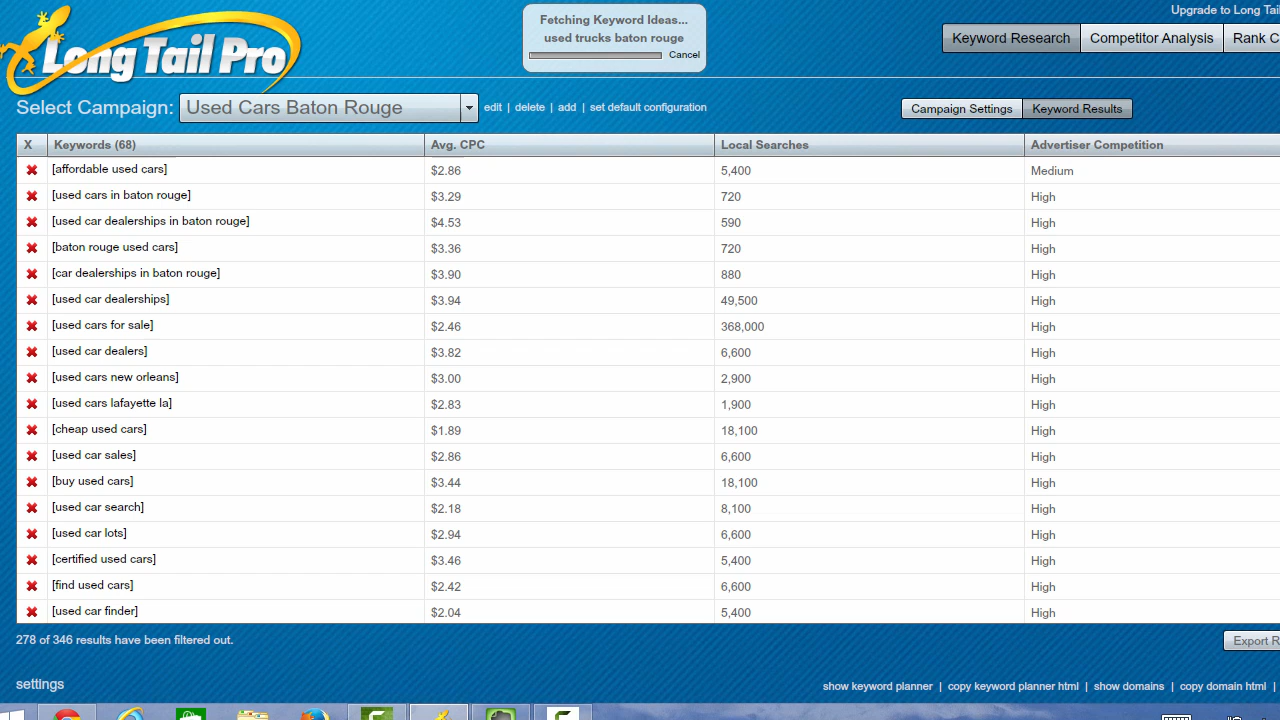 Upgrade to Long Tail
Fetching Keyword Ideas...
used trucks baton rouge
Cancel
Long Tail Pro
Keyword Research Competitor Analysis Rank C
Select Campaign: Used Cars Baton Rouge edit | delete | add | set default configuration Campaign Settings Keyword Results
X Keywords (68) Avg. CPC Local Searches Advertiser Competition
[affordable used cars] $2.86 5,400 Medium
[used cars in baton rouge] $3.29 720 High
[used car dealerships in baton rouge] $4.53 590 High
[baton rouge used cars] $3.36 720 High
[car dealerships in baton rouge] $3.90 880 High
[used car dealerships] $3.94 49,500 High
[used cars for sale] $2.46 368,000 High
[used car dealers] $3.82 6,600 High
[used cars new orleans] $3.00 2,900 High
[used cars lafayette la] $2.83 1,900 High
[cheap used cars] $1.89 18,100 High
[used car sales] $2.86 6,600 High
[buy used cars] $3.44 18,100 High
[used car search] $2.18 8,100 High
[used car lots] $2.94 6,600 High
[certified used cars] $3.46 5,400 High
[find used cars] $2.42 6,600 High
[used car finder] $2.04 5,400 High
278 of 346 results have been filtered out. Export R
settings show keyword planner | copy keyword planner html | show domains | copy domain html |